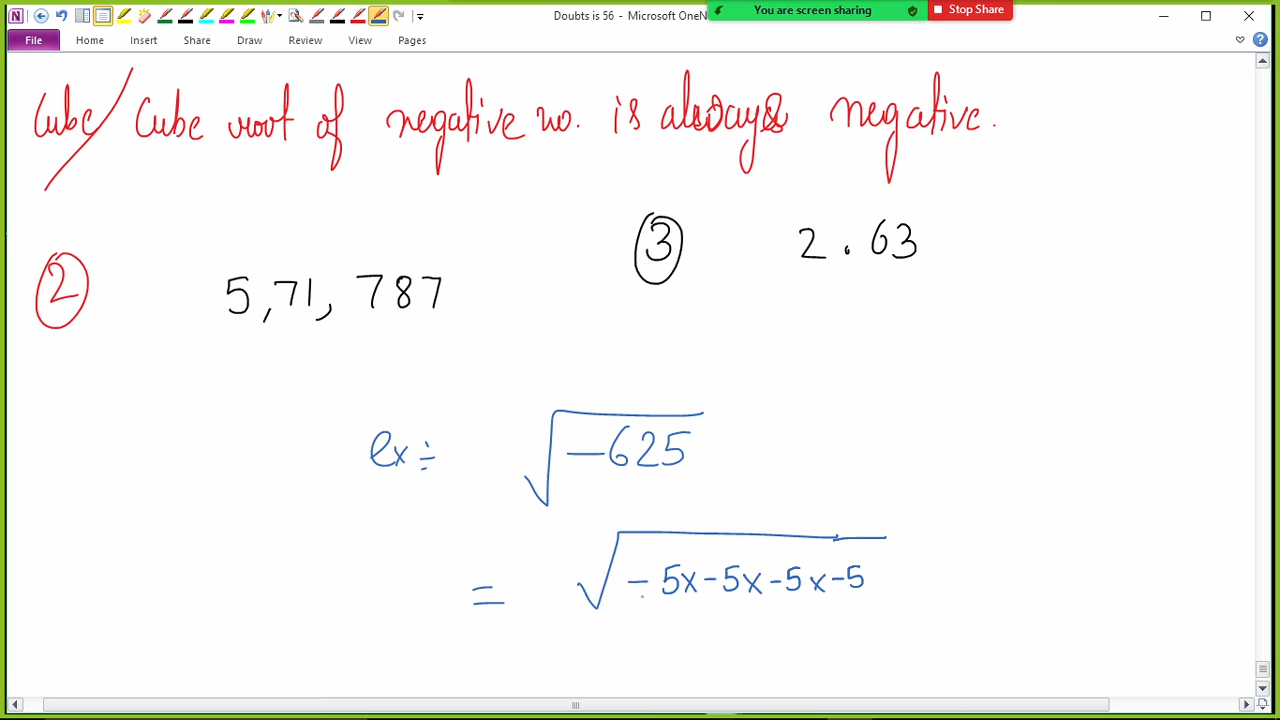 Doubts is 56 - Microsoft OneN
You are screen sharing
Stop Share
File Home Insert Share Draw Review View Pages
Cube/ Cube root of negative no. is always negative.
③ 2.63
② 5,71,787
ex ÷ √-625
= √-5x-5x-5x-5